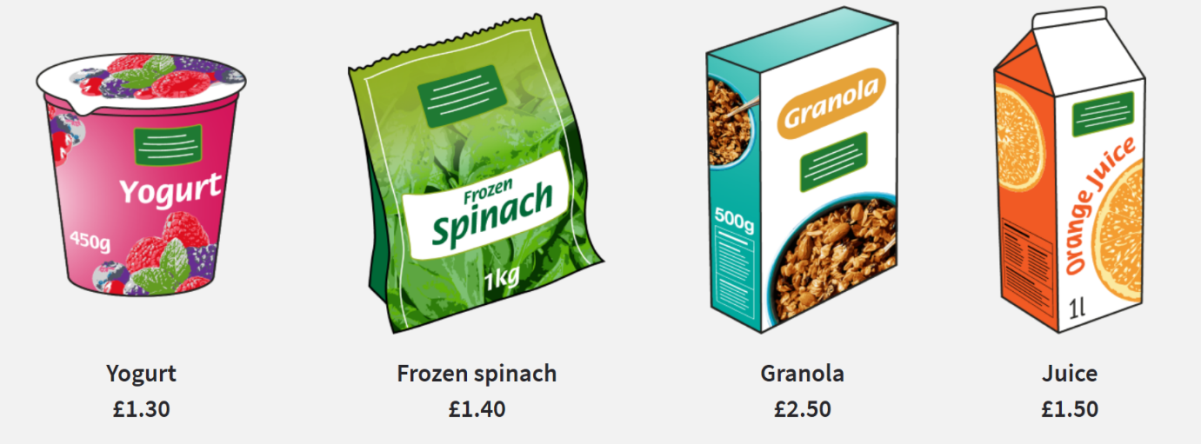 Yogurt
450g
Frozen
Spinach
1kg
Granola
500g
Orange Juice
1l
Yogurt
£1.30
Frozen spinach
£1.40
Granola
£2.50
Juice
£1.50